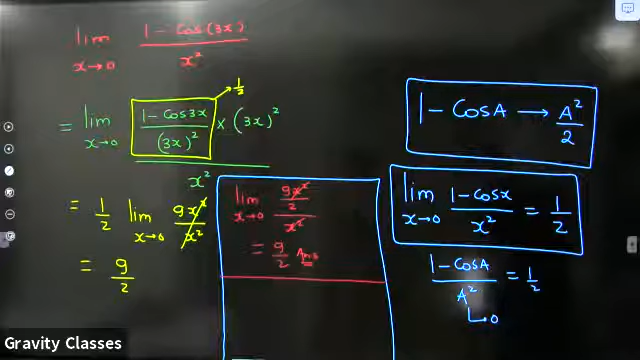 lim 1 - Cos(3x) / x²
x→0
= lim 1 - Cos3x / (3x)² × (3x)² / x²
x→0
1/2
= 1/2 lim 9x² / x²
x→0
= 9/2
lim 9x²/2 / x²
x→0
= 9/2 Ans
1 - CosA → A²/2
lim 1 - Cosx / x² = 1/2
x→0
1 - CosA / A² = 1/2
→0
Gravity Classes